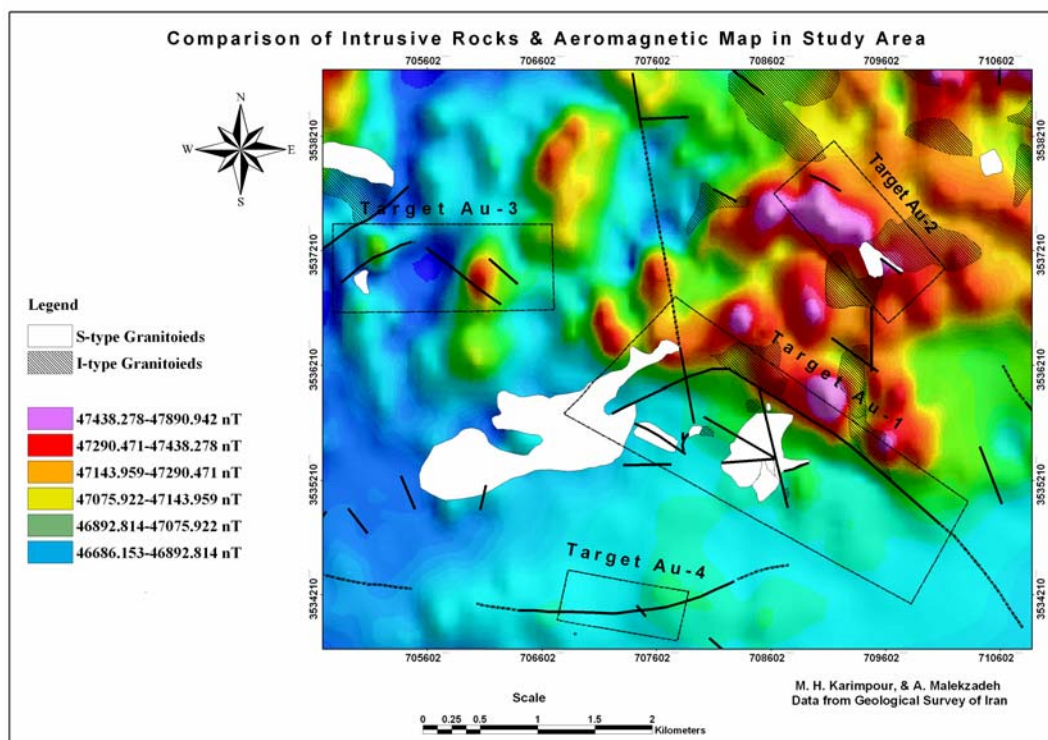 Comparison of Intrusive Rocks & Aeromagnetic Map in Study Area
705602 706602 707602 708602 709602 710602
N
W E
S
3538210 3538210
Target Au-2
Target Au-3
3537210 3537210
Legend
S-type Granitoieds
I-type Granitoieds
3536210 3536210
Target Au-1
47438.278-47890.942 nT
47290.471-47438.278 nT
47143.959-47290.471 nT
3535210 3535210
47075.922-47143.959 nT
46892.814-47075.922 nT
46686.153-46892.814 nT
Target Au-4
3534210 3534210
705602 706602 707602 708602 709602 710602
M. H. Karimpour, & A. Malekzadeh
Data from Geological Survey of Iran
Scale
0 0.25 0.5 1 1.5 2
Kilometers